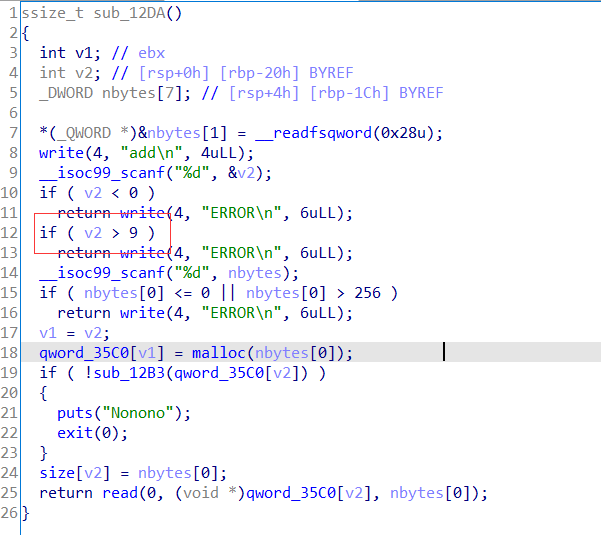 1 ssize_t sub_12DA()
2 {
3 int v1; // ebx
4 int v2; // [rsp+0h] [rbp-20h] BYREF
5 _DWORD nbytes[7]; // [rsp+4h] [rbp-1Ch] BYREF
6
7 *(_QWORD *)&nbytes[1] = __readfsqword(0x28u);
8 write(4, "add\n", 4uLL);
9 __isoc99_scanf("%d", &v2);
10 if ( v2 < 0 )
11 return write(4, "ERROR\n", 6uLL);
12 if ( v2 > 9 )
13 return write(4, "ERROR\n", 6uLL);
14 __isoc99_scanf("%d", nbytes);
15 if ( nbytes[0] <= 0 || nbytes[0] > 256 )
16 return write(4, "ERROR\n", 6uLL);
17 v1 = v2;
18 qword_35C0[v1] = malloc(nbytes[0]);
19 if ( !sub_12B3(qword_35C0[v2]) )
20 {
21 puts("Nonono");
22 exit(0);
23 }
24 size[v2] = nbytes[0];
25 return read(0, (void *)qword_35C0[v2], nbytes[0]);
26 }